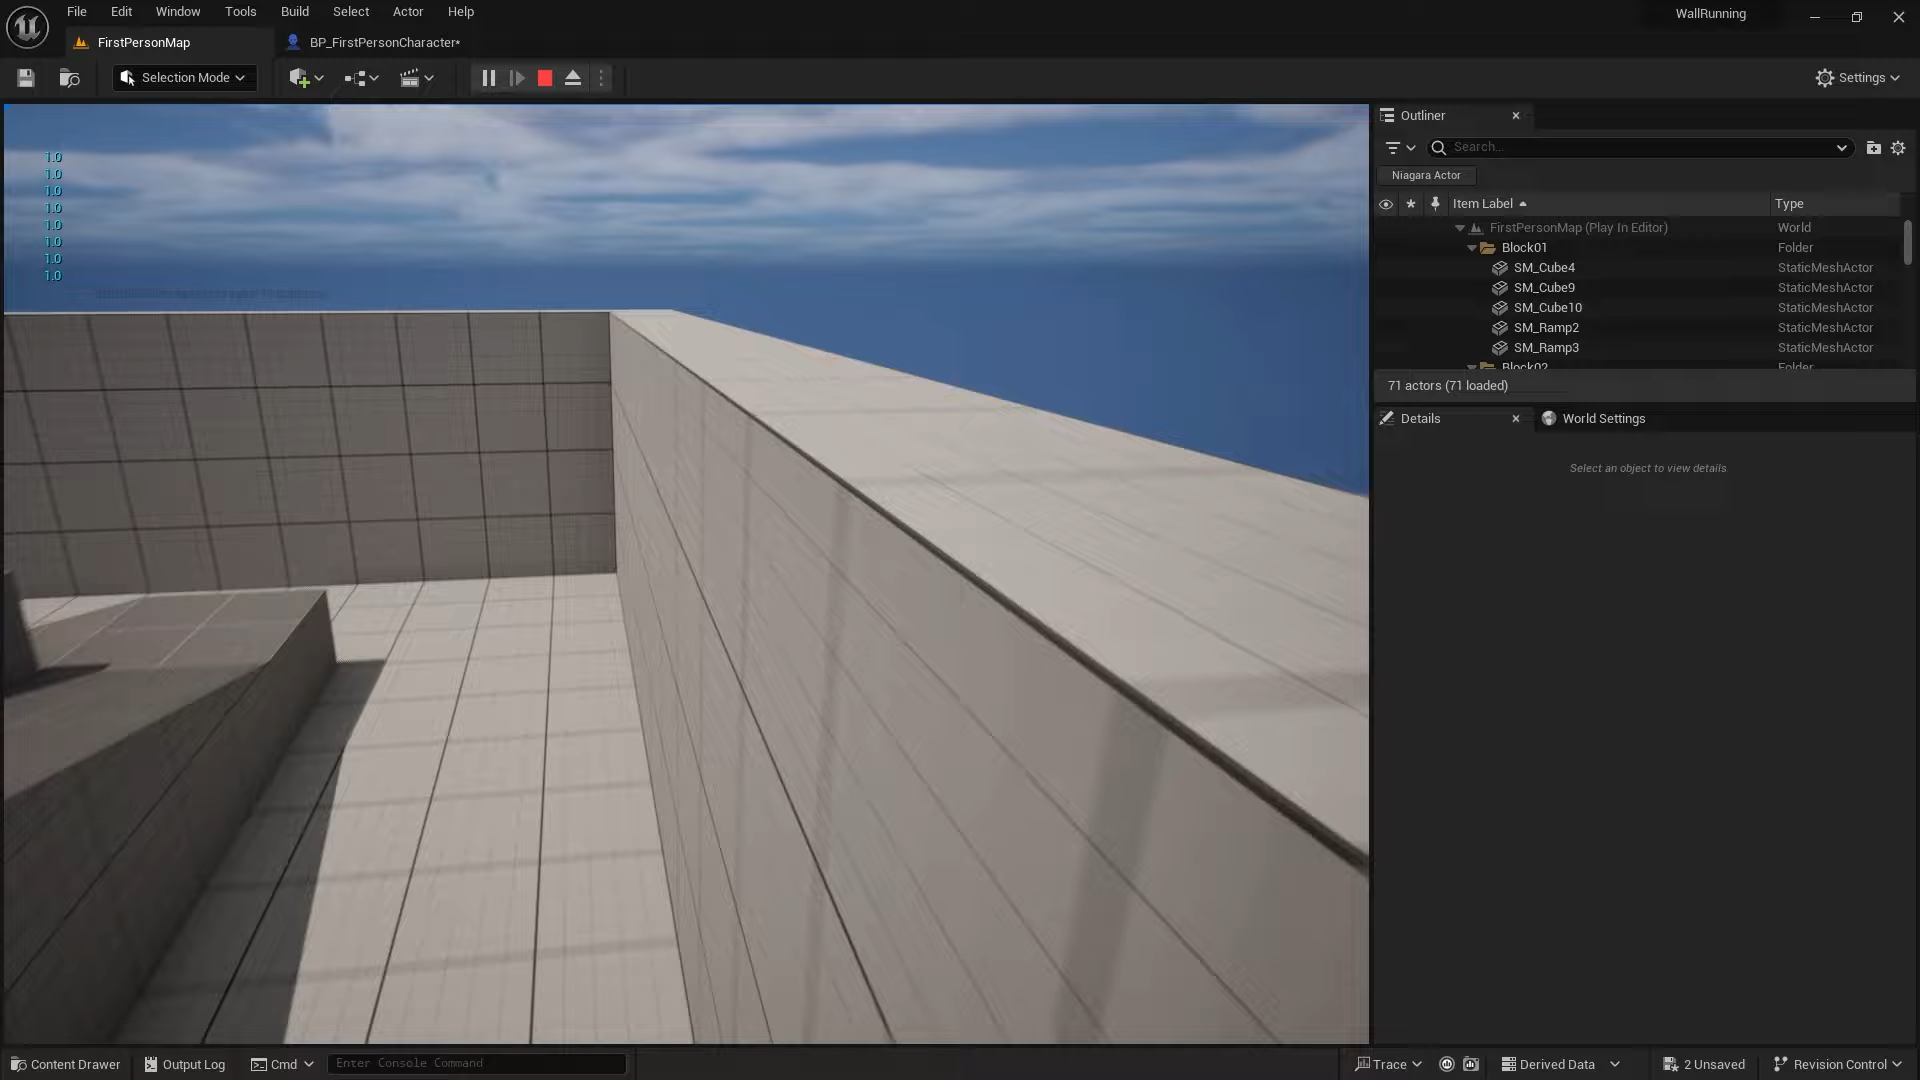 File Edit Window Tools Build Select Actor Help
WallRunning
FirstPersonMap
BP_FirstPersonCharacter*
Selection Mode
Settings
1.0
1.0
1.0
1.0
1.0
1.0
1.0
1.0
Outliner
Search...
Niagara Actor
Item Label Type
FirstPersonMap (Play In Editor) World
Block01 Folder
SM_Cube4 StaticMeshActor
SM_Cube9 StaticMeshActor
SM_Cube10 StaticMeshActor
SM_Ramp2 StaticMeshActor
SM_Ramp3 StaticMeshActor
Block02 Folder
71 actors (71 loaded)
Details World Settings
Select an object to view details
Content Drawer Output Log Cmd Enter Console Command Trace Derived Data 2 Unsaved Revision Control